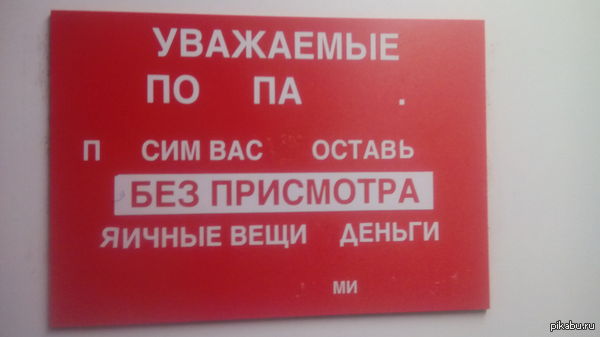 УВАЖАЕМЫЕ
ПО ПА .
П СИМ ВАС ОСТАВЬ
БЕЗ ПРИСМОТРА
ЯИЧНЫЕ ВЕЩИ ДЕНЬГИ
МИ
pikabu.ru